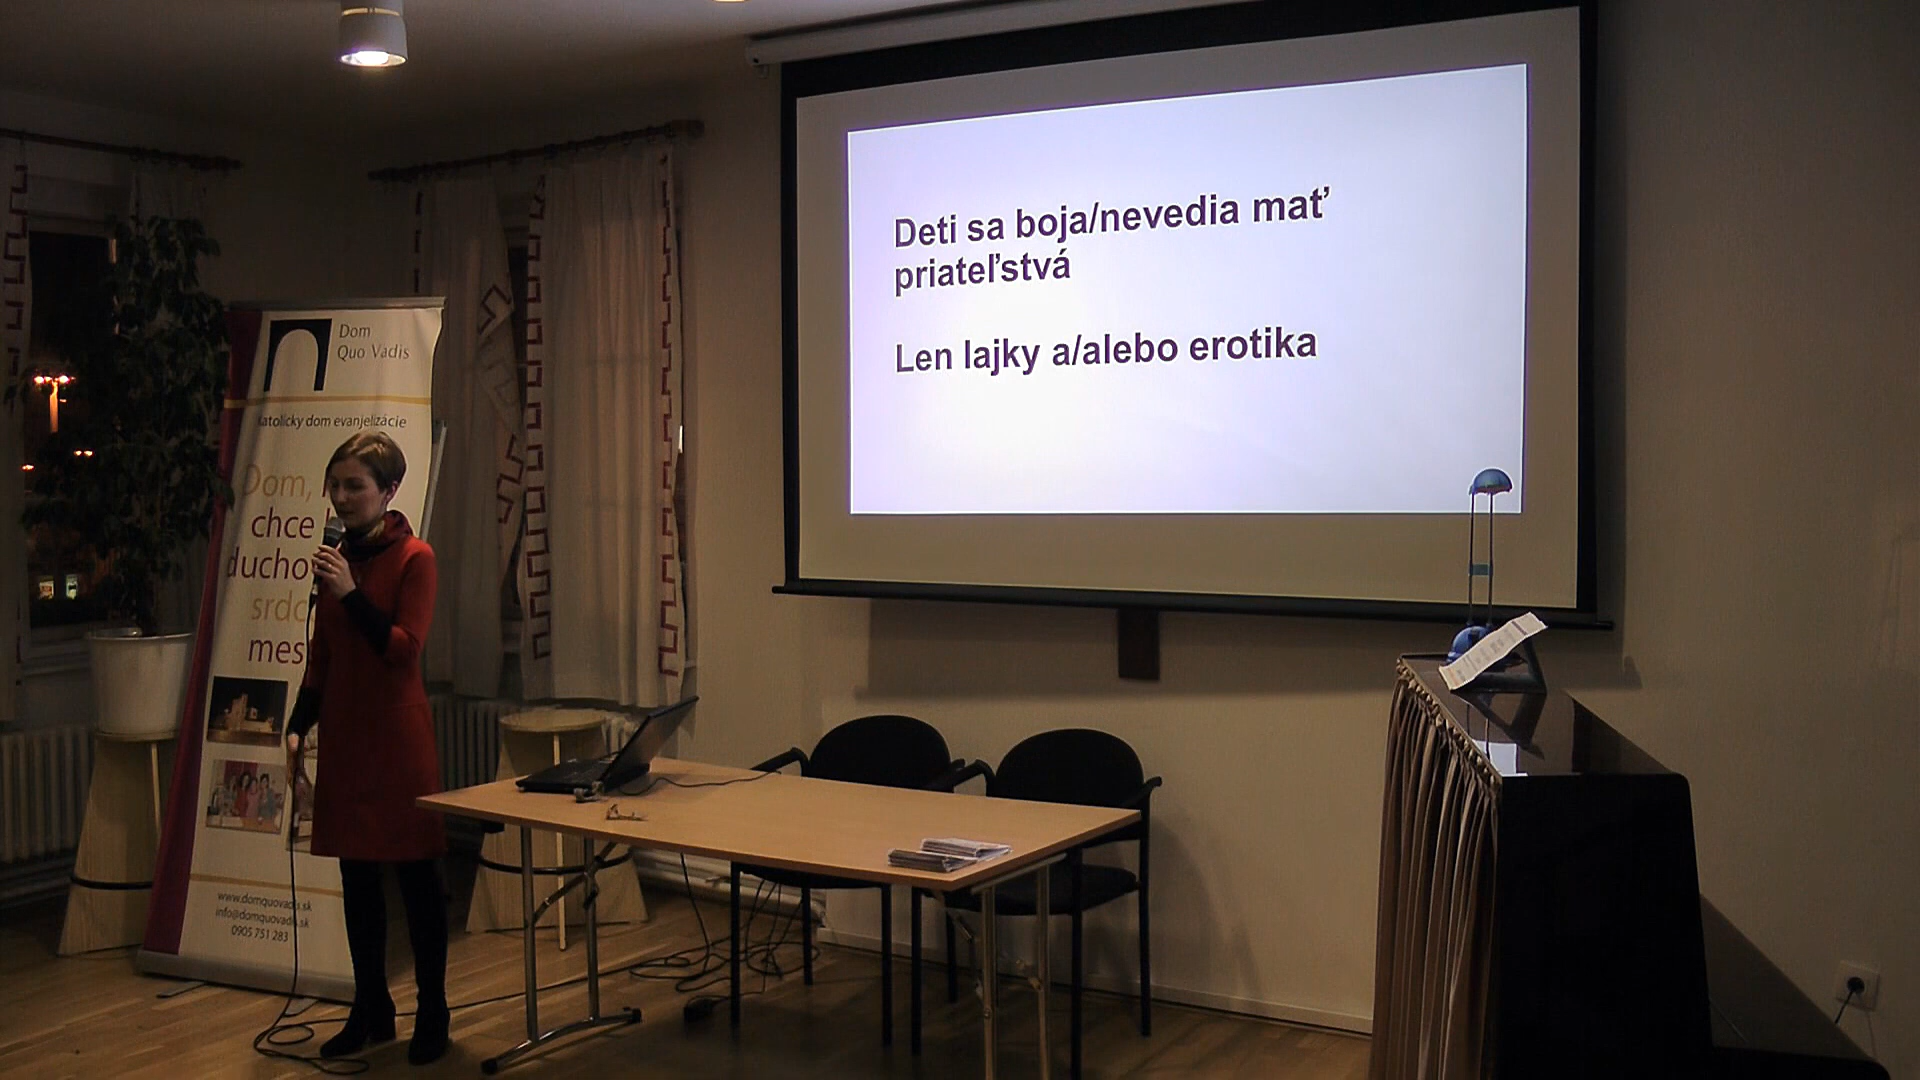 Deti sa boja/nevedia mať
priateľstvá
Len lajky a/alebo erotika
Dom
Quo Vadis
katolícky dom evanjelizácie
Dom,
chce
mes
www.domquovadis.sk
info@domquovadis.sk
0905 751 283